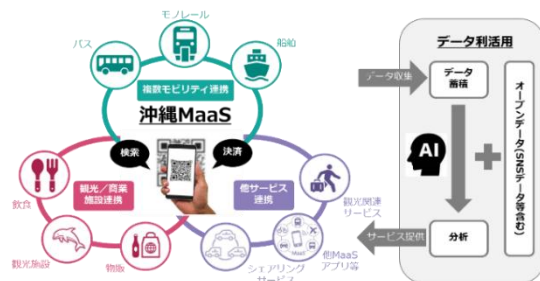 モノレール
バス
船舶
複数モビリティ連携
沖縄MaaS
検索
決済
観光／商業
施設連携
他サービス
連携
飲食
観光施設
物販
シェアリング
サービス
MaaS
他MaaS
アプリ等
観光関連
サービス
データ利活用
データ収集
データ
蓄積
AI
オープンデータ(SNSデータ等含む)
サービス提供
分析